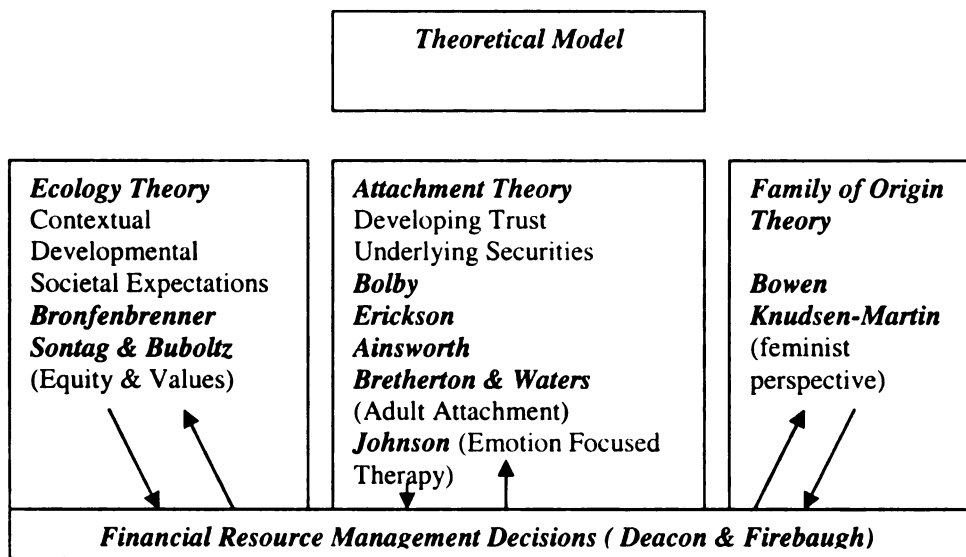 Theoretical Model
Ecology Theory
Contextual
Developmental
Societal Expectations
Bronfenbrenner
Sontag & Buboltz
(Equity & Values)
Attachment Theory
Developing Trust
Underlying Securities
Bolby
Erickson
Ainsworth
Bretherton & Waters
(Adult Attachment)
Johnson (Emotion Focused
Therapy)
Family of Origin
Theory
Bowen
Knudsen-Martin
(feminist
perspective)
Financial Resource Management Decisions ( Deacon & Firebaugh)